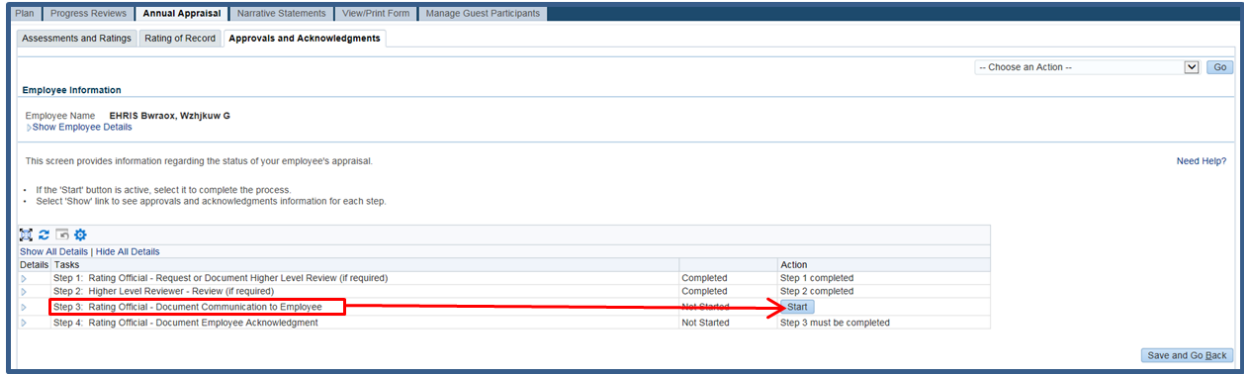 Plan Progress Reviews Annual Appraisal Narrative Statements View/Print Form Manage Guest Participants
Assessments and Ratings Rating of Record Approvals and Acknowledgments
-- Choose an Action -- Go
Employee Information
Employee Name EHRIS Bwraox, Wzhjkuw G
Show Employee Details
This screen provides information regarding the status of your employee's appraisal. Need Help?
• If the 'Start' button is active, select it to complete the process.
• Select 'Show' link to see approvals and acknowledgments information for each step.
Show All Details | Hide All Details
Details Tasks Action
Step 1: Rating Official - Request or Document Higher Level Review (if required) Completed Step 1 completed
Step 2: Higher Level Reviewer - Review (if required) Completed Step 2 completed
Step 3: Rating Official - Document Communication to Employee Not Started Start
Step 4: Rating Official - Document Employee Acknowledgment Not Started Step 3 must be completed
Save and Go Back